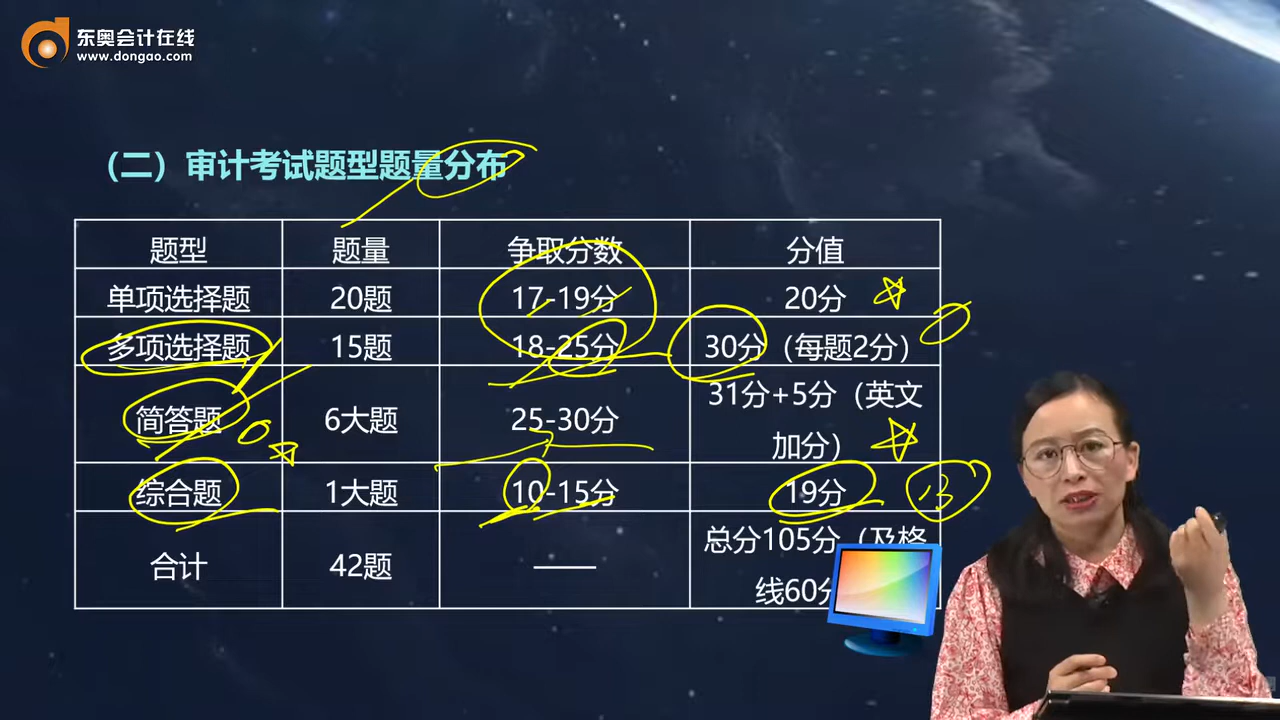 东奥会计在线
www.dongao.com
（二）审计考试题型题量分布
题型 题量 争取分数 分值
单项选择题 20题 17-19分 20分
多项选择题 15题 18-25分 30分（每题2分）
简答题 6大题 25-30分 31分+5分（英文
加分）
综合题 1大题 10-15分 19分
合计 42题 —— 总分105分（及格
线60分